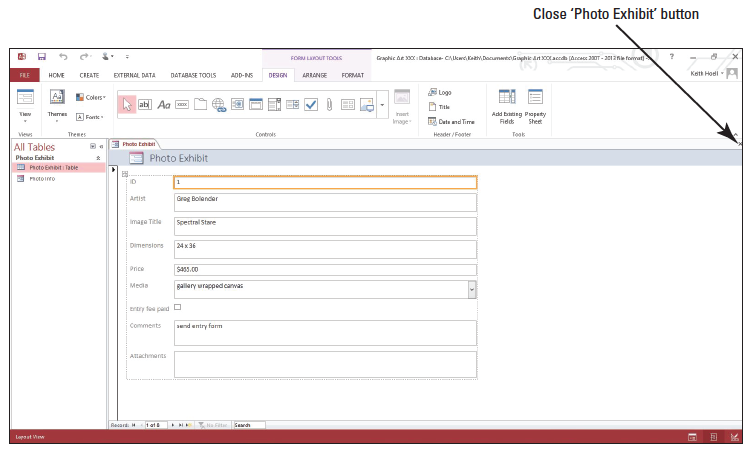 Close ‘Photo Exhibit’ button
FORM LAYOUT TOOLS
Graphic Art XXX : Database- C:\Users\Keith\Documents\Graphic Art XXX.accdb (Access 2007 - 2013 file format) -
?
FILE HOME CREATE EXTERNAL DATA DATABASE TOOLS ADD-INS DESIGN ARRANGE FORMAT
Keith Hoell
View
Themes
Colors
Fonts
ab|
Aa
xxxx
Insert
Image
Logo
Title
Date and Time
Add Existing
Fields
Property
Sheet
Views Themes Controls Header / Footer Tools
All Tables
Photo Exhibit
Photo Exhibit : Table
Photo Info
Photo Exhibit
Photo Exhibit
ID 1
Artist Greg Bolender
Image Title Spectral Stare
Dimensions 24 x 36
Price $465.00
Media gallery wrapped canvas
Entry fee paid
Comments send entry form
Attachments
Record: 1 of 8 No Filter Search
Layout View